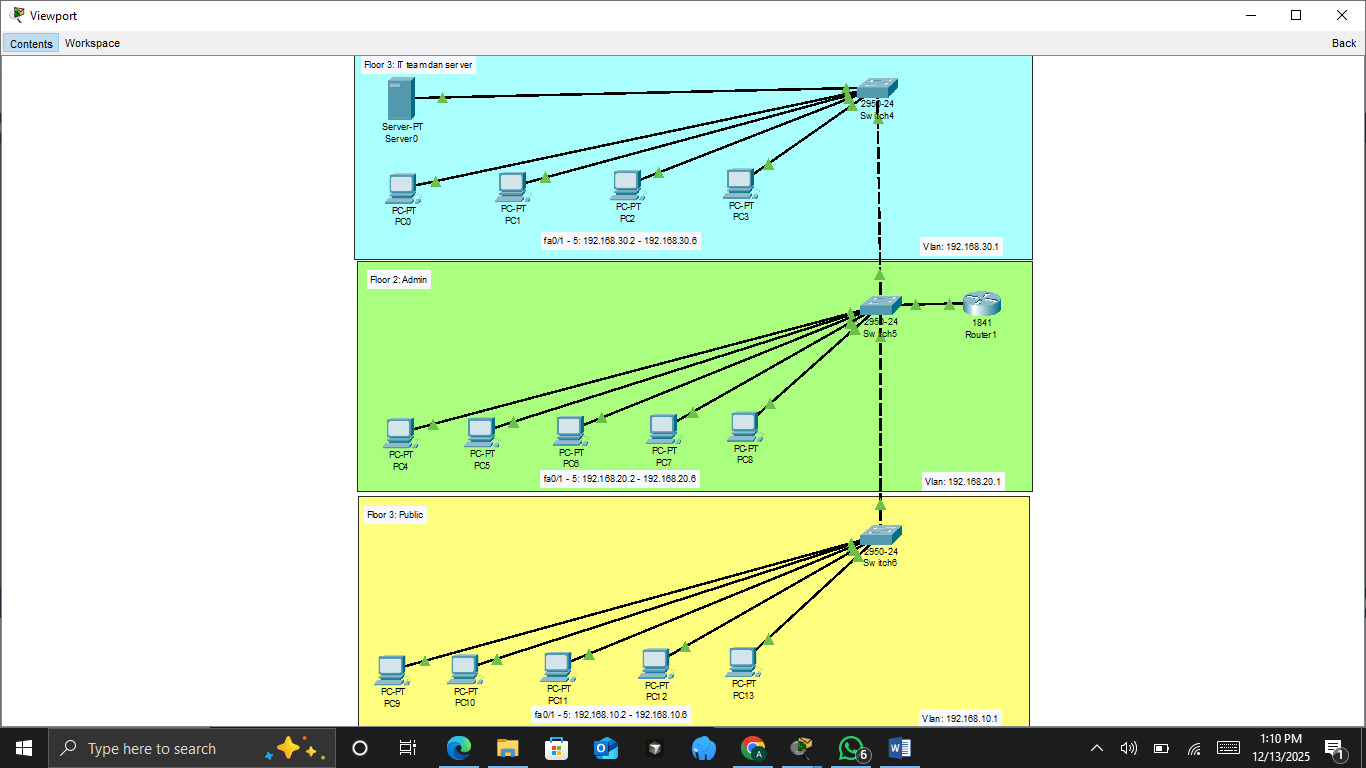 Viewport
Contents Workspace Back
Floor 3: IT team dan server
Server-PT
Server0
2950-24
Switch4
PC-PT
PC0
PC-PT
PC1
PC-PT
PC2
PC-PT
PC3
fa0/1 - 5: 192.168.30.2 - 192.168.30.6
Vlan: 192.168.30.1
Floor 2: Admin
2950-24
Switch5
1841
Router1
PC-PT
PC4
PC-PT
PC5
PC-PT
PC6
PC-PT
PC7
PC-PT
PC8
fa0/1 - 5: 192.168.20.2 - 192.168.20.6
Vlan: 192.168.20.1
Floor 3: Public
2950-24
Switch6
PC-PT
PC9
PC-PT
PC10
PC-PT
PC11
PC-PT
PC12
PC-PT
PC13
fa0/1 - 5: 192.168.10.2 - 192.168.10.6
Vlan: 192.168.10.1
Type here to search
6
1:10 PM
12/13/2025
1